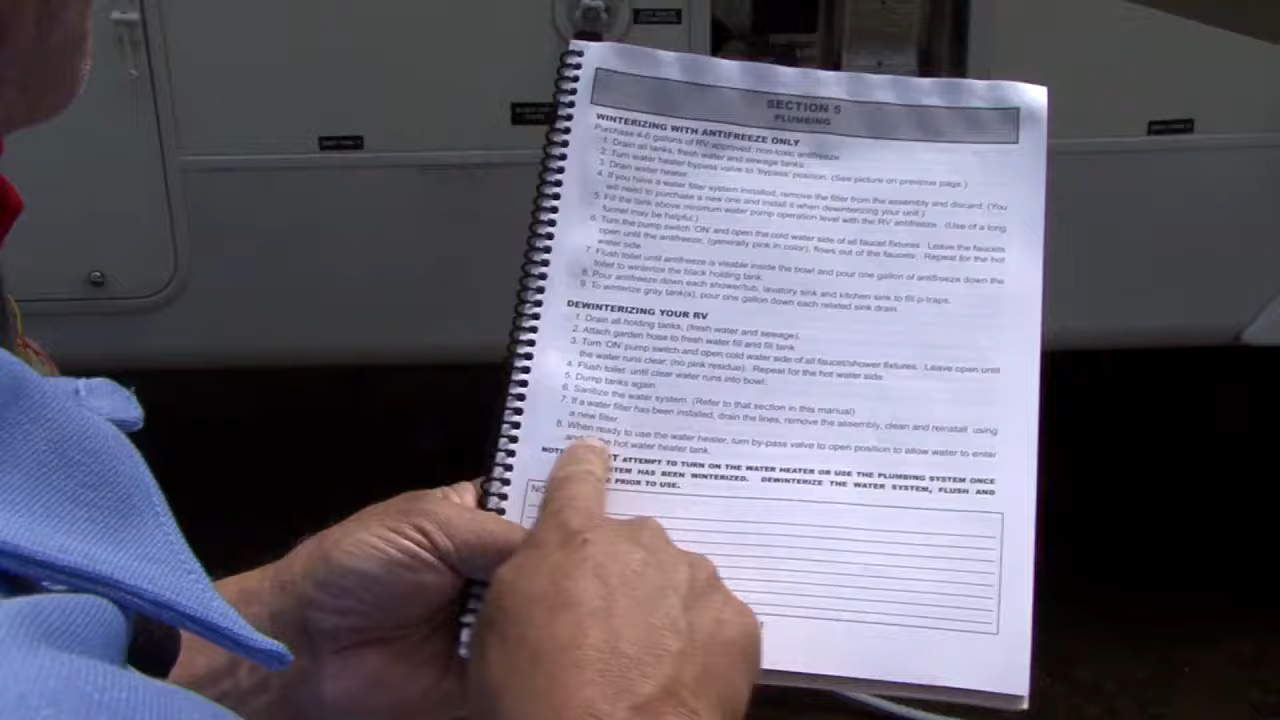 SECTION 5
PLUMBING
WINTERIZING WITH ANTIFREEZE ONLY
Purchase 4-6 gallons of RV approved, non-toxic antifreeze
1. Drain all tanks, fresh water and sewage tanks
2. Turn water heater bypass valve to 'bypass' position. (See picture on previous page.)
3. Drain water heater.
4. If you have a water filter system installed, remove the filter from the assembly and discard. (You
will need to purchase a new one and install it when dewinterizing your unit.)
5. Fill the tank above minimum water pump operation level with the RV antifreeze. (Use of a long
funnel may be helpful.)
6. Turn the pump switch 'ON' and open the cold water side of all faucet fixtures. Leave the faucets
open until the antifreeze, (generally pink in color), flows out of the faucets. Repeat for the hot
water side.
7. Flush toilet until antifreeze is visable inside the bowl and pour one gallon of antifreeze down the
toilet to winterize the black holding tank.
8. Pour antifreeze down each shower/tub, lavatory sink and kitchen sink to fill p-traps.
9. To winterize gray tank(s), pour one gallon down each related sink drain.
DEWINTERIZING YOUR RV
1. Drain all holding tanks, (fresh water and sewage).
2. Attach garden hose to fresh water fill and fill tank
3. Turn 'ON' pump switch and open cold water side of all faucet/shower fixtures. Leave open until
the water runs clear, (no pink residue). Repeat for the hot water side.
4. Flush toilet until clear water runs into bowl.
5. Dump tanks again.
6. Sanitize the water system. (Refer to that section in this manual)
7. If a water filter has been installed, drain the lines, remove the assembly, clean and reinstall using
a new filter.
8. When ready to use the water heater, turn by-pass valve to open position to allow water to enter
the hot water heater tank.
ATTEMPT TO TURN ON THE WATER HEATER OR USE THE PLUMBING SYSTEM ONCE
HAS BEEN WINTERIZED. DEWINTERIZE THE WATER SYSTEM, FLUSH AND
PRIOR TO USE.